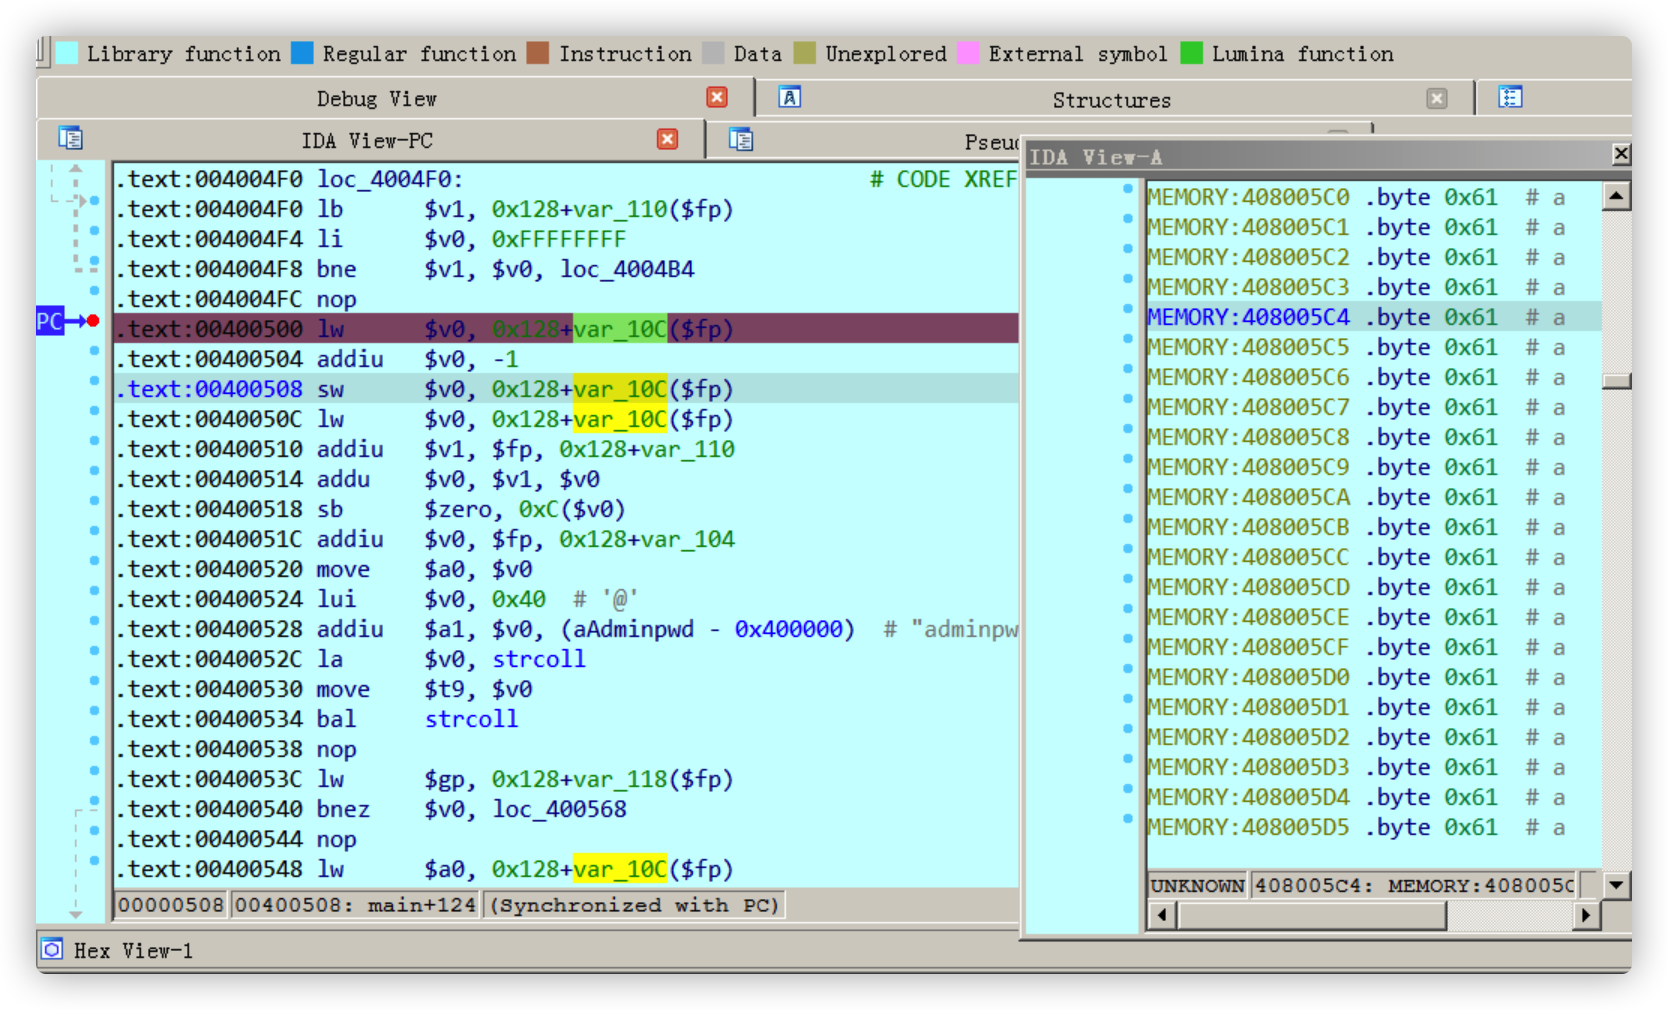 Library function Regular function Instruction Data Unexplored External symbol Lumina function
Debug View Structures
IDA View-PC Pseuc
.text:004004F0 loc_4004F0: # CODE XREF
.text:004004F0 lb $v1, 0x128+var_110($fp)
.text:004004F4 li $v0, 0xFFFFFFFF
.text:004004F8 bne $v1, $v0, loc_4004B4
.text:004004FC nop
PC
.text:00400500 lw $v0, 0x128+var_10C($fp)
.text:00400504 addiu $v0, -1
.text:00400508 sw $v0, 0x128+var_10C($fp)
.text:0040050C lw $v0, 0x128+var_10C($fp)
.text:00400510 addiu $v1, $fp, 0x128+var_110
.text:00400514 addu $v0, $v1, $v0
.text:00400518 sb $zero, 0xC($v0)
.text:0040051C addiu $v0, $fp, 0x128+var_104
.text:00400520 move $a0, $v0
.text:00400524 lui $v0, 0x40 # '@'
.text:00400528 addiu $a1, $v0, (aAdminpwd - 0x400000) # "adminpw
.text:0040052C la $v0, strcoll
.text:00400530 move $t9, $v0
.text:00400534 bal strcoll
.text:00400538 nop
.text:0040053C lw $gp, 0x128+var_118($fp)
.text:00400540 bnez $v0, loc_400568
.text:00400544 nop
.text:00400548 lw $a0, 0x128+var_10C($fp)
00000508 00400508: main+124 (Synchronized with PC)
IDA View-A
MEMORY:408005C0 .byte 0x61 # a
MEMORY:408005C1 .byte 0x61 # a
MEMORY:408005C2 .byte 0x61 # a
MEMORY:408005C3 .byte 0x61 # a
MEMORY:408005C4 .byte 0x61 # a
MEMORY:408005C5 .byte 0x61 # a
MEMORY:408005C6 .byte 0x61 # a
MEMORY:408005C7 .byte 0x61 # a
MEMORY:408005C8 .byte 0x61 # a
MEMORY:408005C9 .byte 0x61 # a
MEMORY:408005CA .byte 0x61 # a
MEMORY:408005CB .byte 0x61 # a
MEMORY:408005CC .byte 0x61 # a
MEMORY:408005CD .byte 0x61 # a
MEMORY:408005CE .byte 0x61 # a
MEMORY:408005CF .byte 0x61 # a
MEMORY:408005D0 .byte 0x61 # a
MEMORY:408005D1 .byte 0x61 # a
MEMORY:408005D2 .byte 0x61 # a
MEMORY:408005D3 .byte 0x61 # a
MEMORY:408005D4 .byte 0x61 # a
MEMORY:408005D5 .byte 0x61 # a
UNKNOWN 408005C4: MEMORY:408005C
Hex View-1